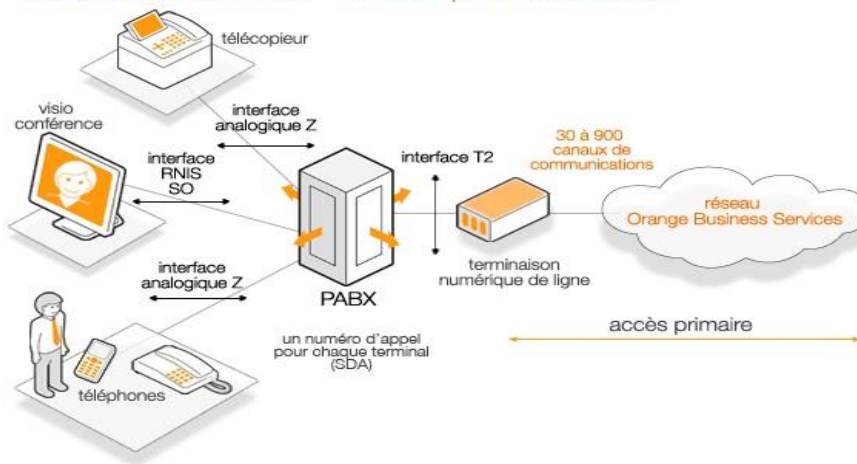 télécopieur
visio
conférence
interface
analogique Z
interface
RNIS
SO
interface T2
30 à 900
canaux de
communications
réseau
Orange Business Services
interface
analogique Z
PABX
terminaison
numérique de ligne
un numéro d'appel
pour chaque terminal
(SDA)
accès primaire
téléphones